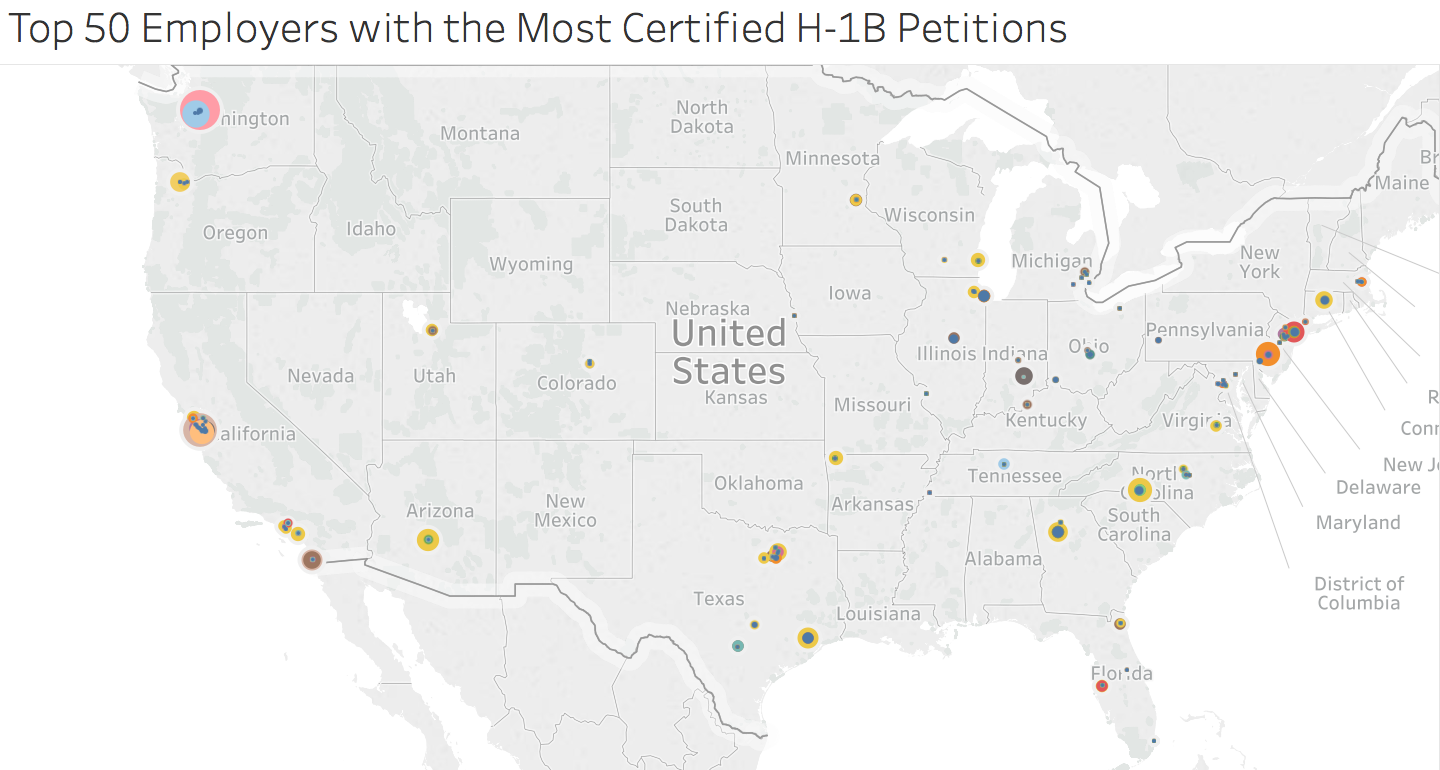 Top 50 Employers with the Most Certified H-1B Petitions
nington
Montana
North
Dakota
Minnesota
Br
Maine
Oregon
Idaho
South
Dakota
Wisconsin
Wyoming
Michigan
New
York
Iowa
Nebraska
United
States
Pennsylvania
Illinois
Indiana
Ohio
Nevada
Utah
Colorado
Kansas
Missouri
Kentucky
Virginia
R
Conn
alifornia
Oklahoma
Tennessee
North
Carolina
New Je
Delaware
Arizona
New
Mexico
Arkansas
South
Carolina
Maryland
Alabama
Texas
Louisiana
District of
Columbia
Florida